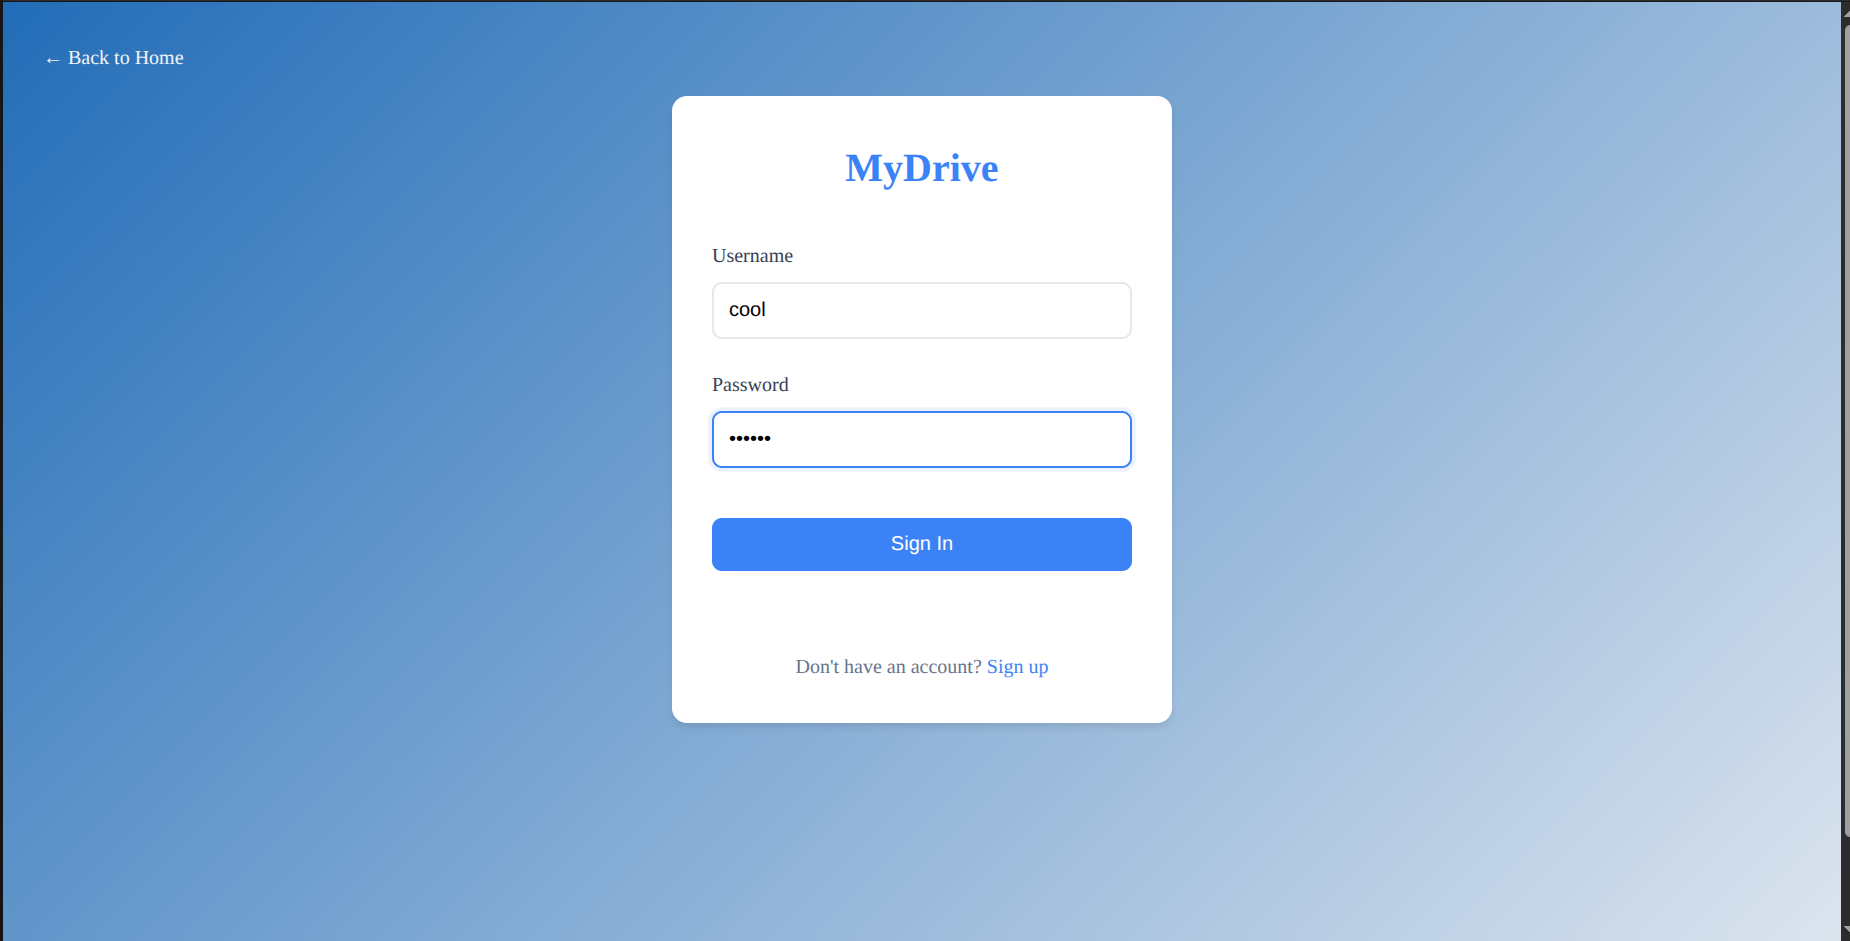 ← Back to Home
MyDrive
Username
cool
Password
••••••
Sign In
Don't have an account? Sign up